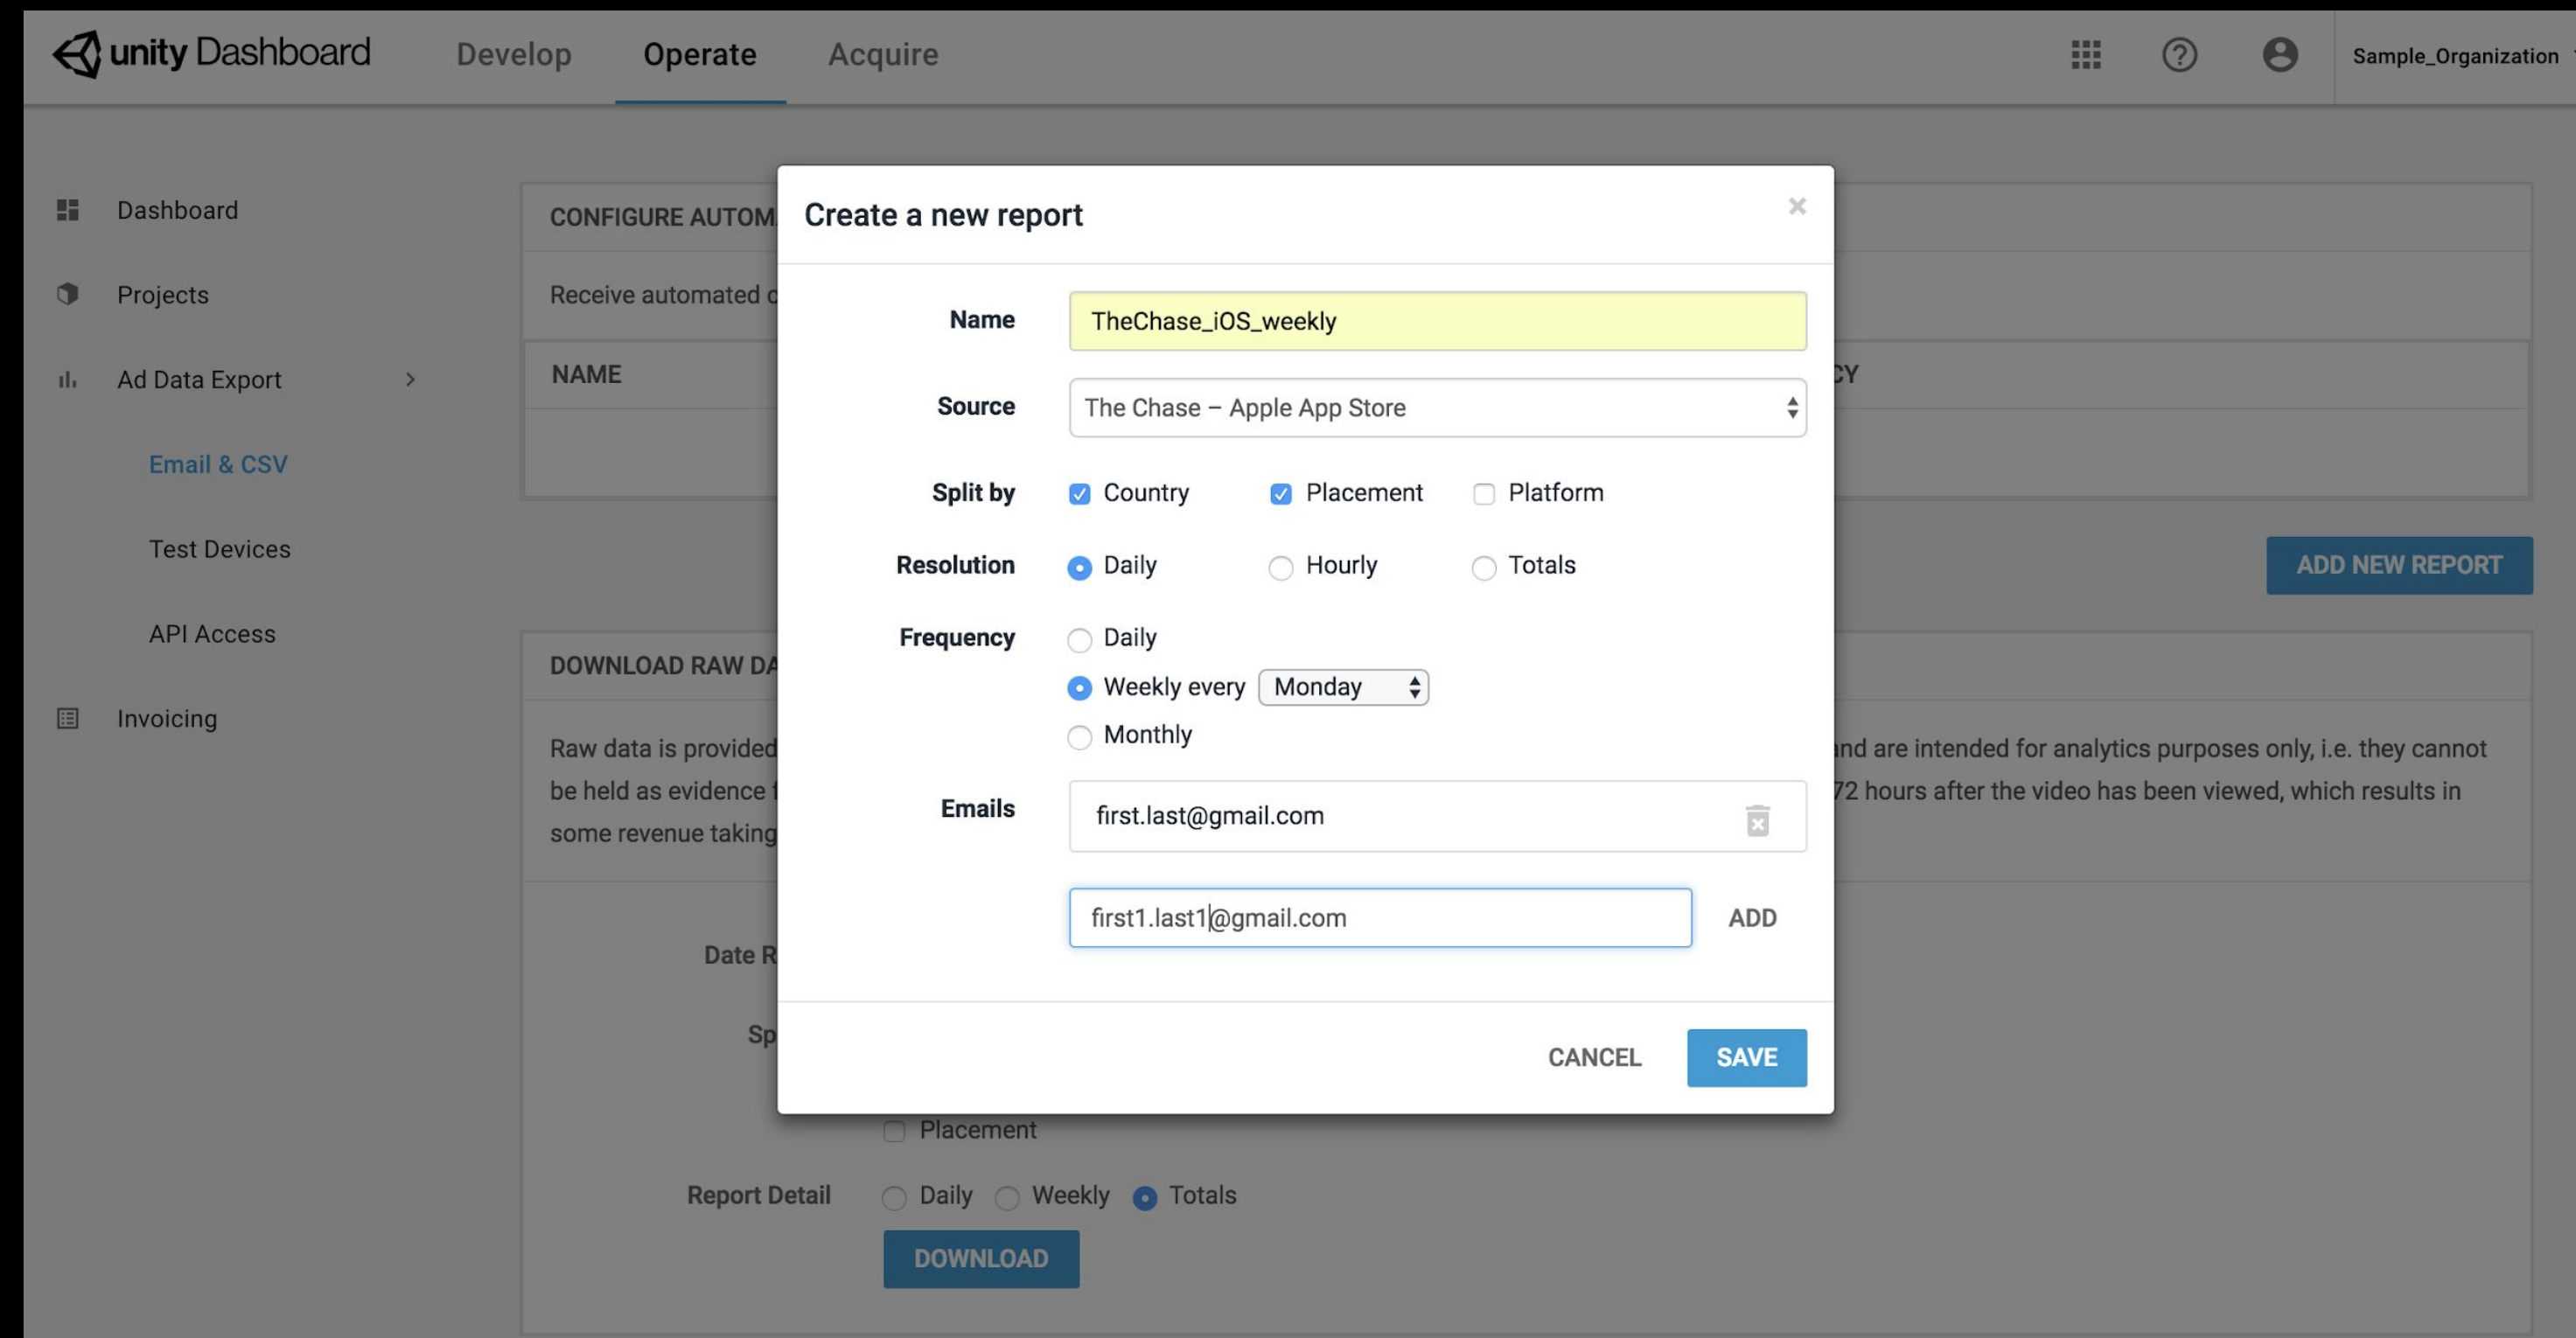 unity Dashboard Develop Operate Acquire Sample_Organization
Dashboard
Projects
Ad Data Export
Email & CSV
Test Devices
API Access
Invoicing
CONFIGURE
Receive automated
NAME
ADD NEW REPORT
Create a new report
Name TheChase_iOS_weekly
Source The Chase – Apple App Store
Split by Country Placement Platform
Resolution Daily Hourly Totals
Frequency Daily
Weekly every Monday
Monthly
Emails first.last@gmail.com
first1.last1@gmail.com ADD
CANCEL SAVE
DOWNLOAD RAW
Raw data is provided and are intended for analytics purposes only, i.e. they cannot
be held as evidence 72 hours after the video has been viewed, which results in
some revenue taking
Date
Placement
Report Detail Daily Weekly Totals
DOWNLOAD